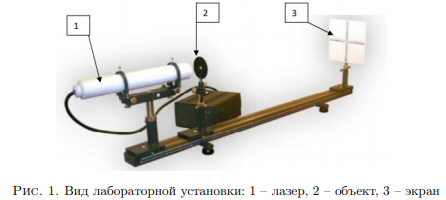 1
2
3
Рис. 1. Вид лабораторной установки: 1 – лазер, 2 – объект, 3 – экран